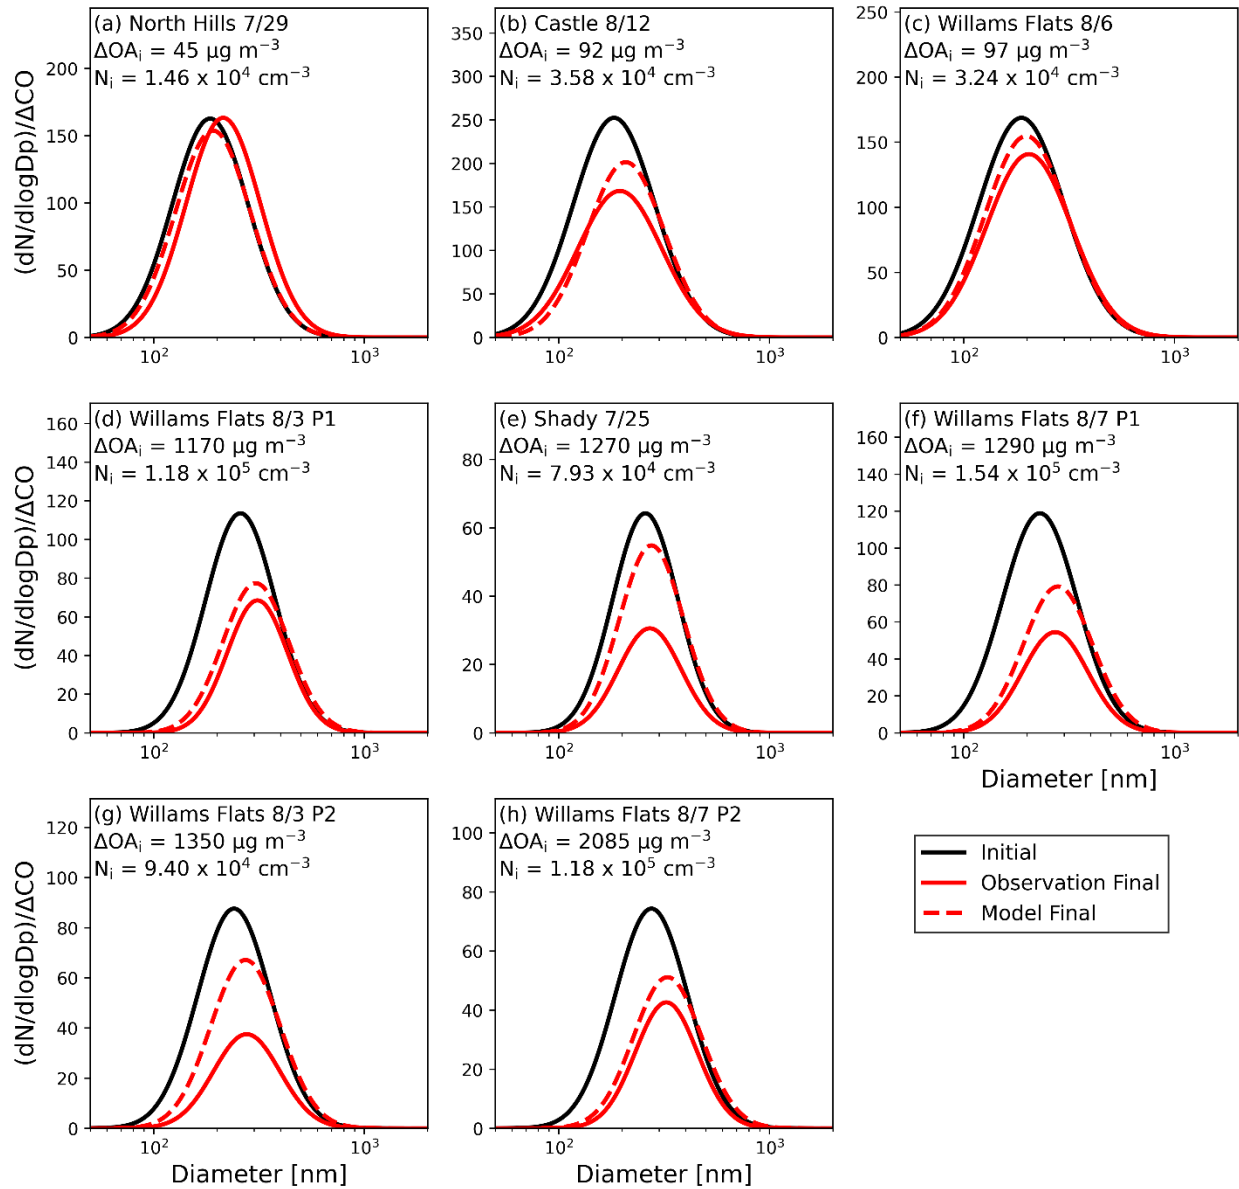 (a) North Hills 7/29
ΔOAᵢ = 45 μg m⁻³
Nᵢ = 1.46 x 10⁴ cm⁻³
(dN/dlogDp)/ΔCO
200
150
100
50
0
10²
10³
(b) Castle 8/12
ΔOAᵢ = 92 μg m⁻³
Nᵢ = 3.58 x 10⁴ cm⁻³
350
300
250
200
150
100
50
0
10²
10³
(c) Willams Flats 8/6
ΔOAᵢ = 97 μg m⁻³
Nᵢ = 3.24 x 10⁴ cm⁻³
250
200
150
100
50
0
10²
10³
(d) Willams Flats 8/3 P1
ΔOAᵢ = 1170 μg m⁻³
Nᵢ = 1.18 x 10⁵ cm⁻³
(dN/dlogDp)/ΔCO
160
140
120
100
80
60
40
20
0
10²
10³
(e) Shady 7/25
ΔOAᵢ = 1270 μg m⁻³
Nᵢ = 7.93 x 10⁴ cm⁻³
80
60
40
20
0
10²
10³
(f) Willams Flats 8/7 P1
ΔOAᵢ = 1290 μg m⁻³
Nᵢ = 1.54 x 10⁵ cm⁻³
160
140
120
100
80
60
40
20
0
10²
10³
Diameter [nm]
(g) Willams Flats 8/3 P2
ΔOAᵢ = 1350 μg m⁻³
Nᵢ = 9.40 x 10⁴ cm⁻³
(dN/dlogDp)/ΔCO
120
100
80
60
40
20
0
10²
10³
Diameter [nm]
(h) Willams Flats 8/7 P2
ΔOAᵢ = 2085 μg m⁻³
Nᵢ = 1.18 x 10⁵ cm⁻³
100
80
60
40
20
0
10²
10³
Diameter [nm]
Initial
Observation Final
Model Final